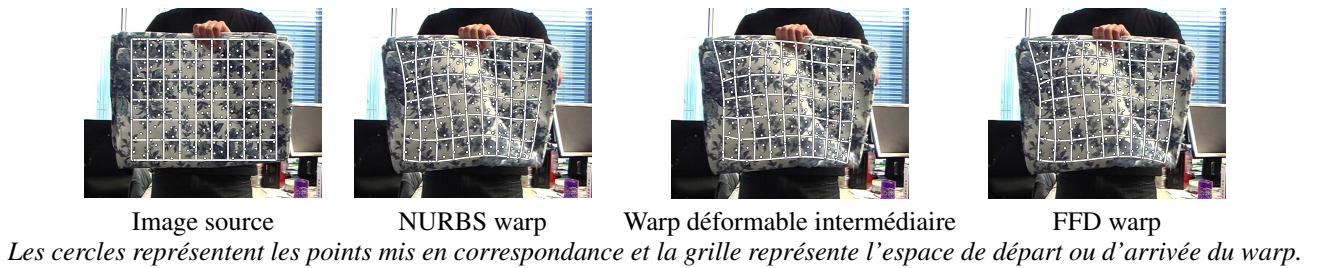 Image source
NURBS warp
Warp déformable intermédiaire
FFD warp
Les cercles représentent les points mis en correspondance et la grille représente l'espace de départ ou d'arrivée du warp.